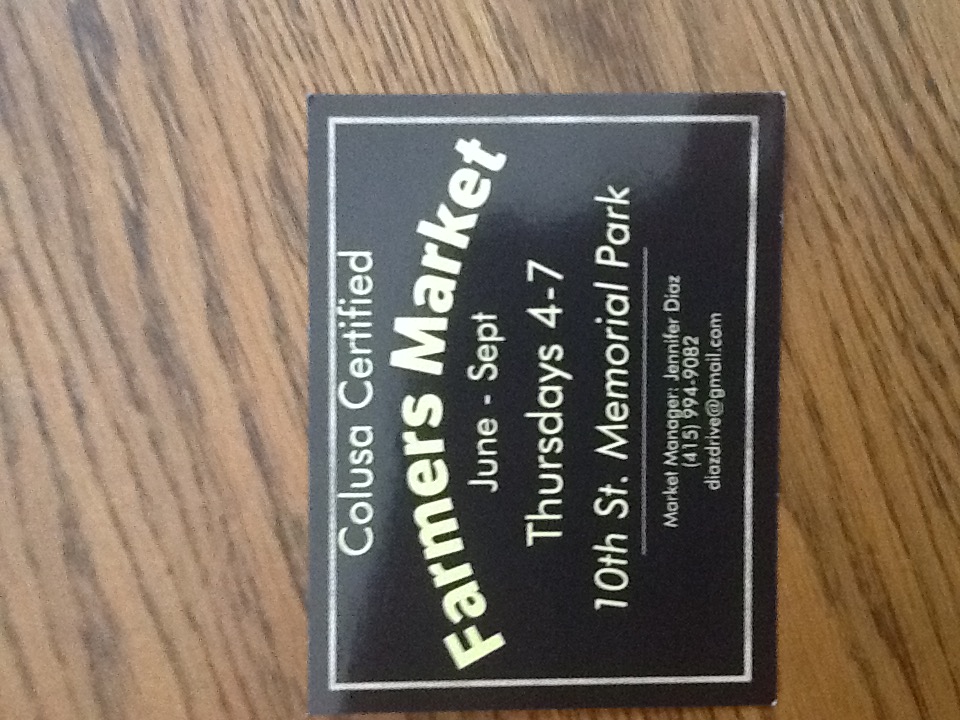 Colusa Certified
Farmers Market
June - Sept
Thursdays 4-7
10th St. Memorial Park
Market Manager: Jennifer Diaz
(415) 994-9082
diazdrive@gmail.com